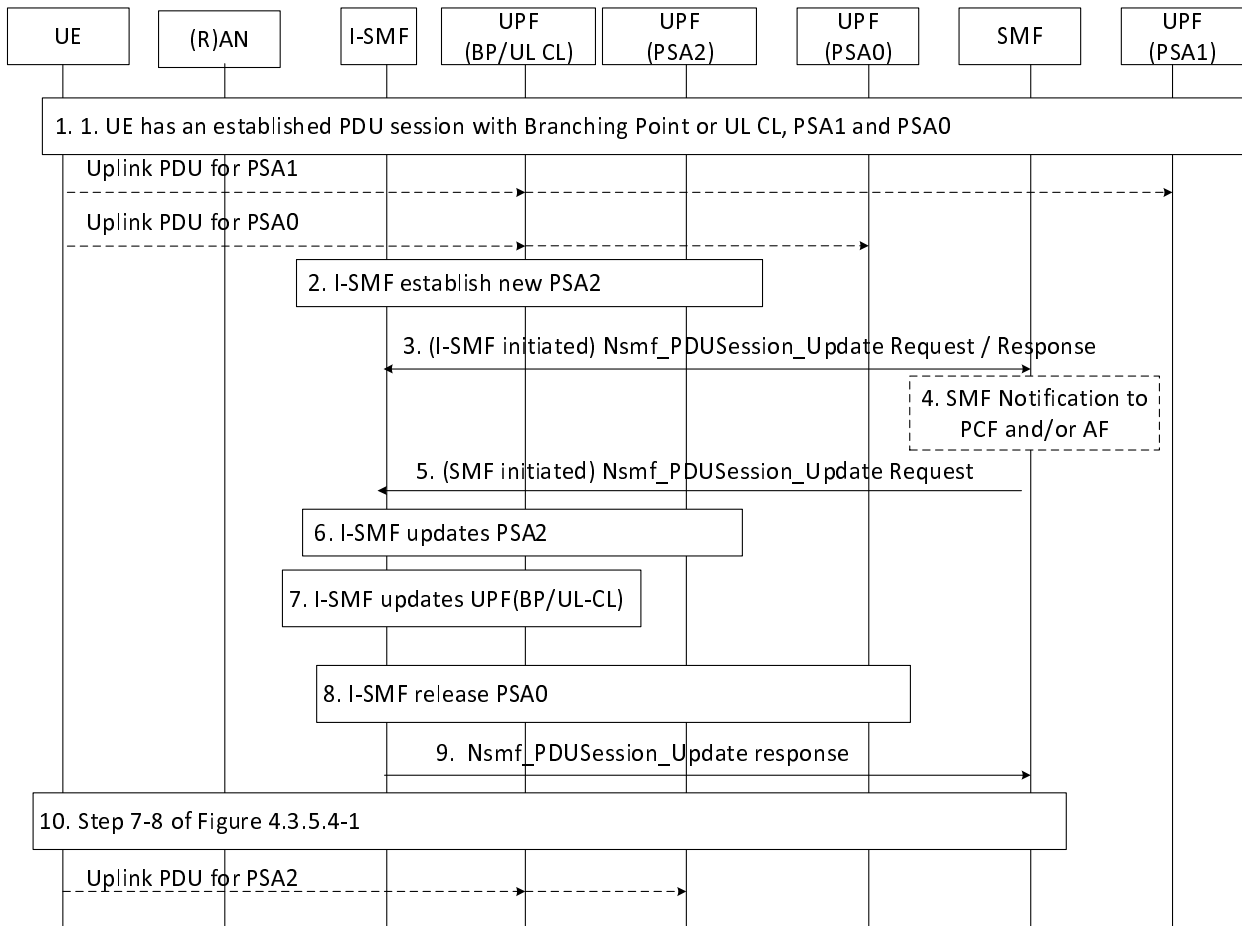 UE
(R)AN
I-SMF
UPF
(BP/UL CL)
UPF
(PSA2)
UPF
(PSA0)
SMF
UPF
(PSA1)
1. 1. UE has an established PDU session with Branching Point or UL CL, PSA1 and PSA0
Uplink PDU for PSA1
Uplink PDU for PSA0
2. I-SMF establish new PSA2
3. (I-SMF initiated) Nsmf_PDUSession_Update Request / Response
4. SMF Notification to
PCF and/or AF
5. (SMF initiated) Nsmf_PDUSession_Update Request
6. I-SMF updates PSA2
7. I-SMF updates UPF(BP/UL-CL)
8. I-SMF release PSA0
9. Nsmf_PDUSession_Update response
10. Step 7-8 of Figure 4.3.5.4-1
Uplink PDU for PSA2